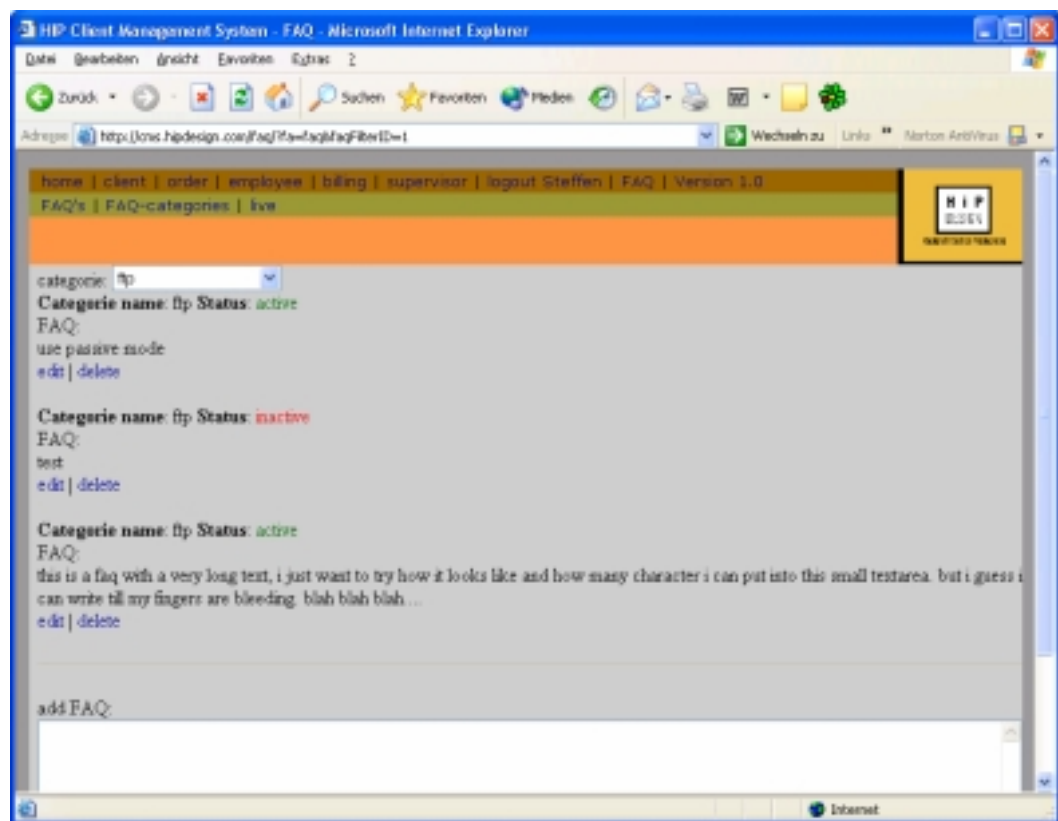 HIP Client Management System - FAQ - Microsoft Internet Explorer
Datei Bearbeiten Ansicht Favoriten Extras ?
Zurück Suchen Favoriten Medien
Adresse Wechseln zu Links Norton AntiVirus
home | client | order | employee | billing | supervisor | logout Steffen | FAQ | Version 1.0
FAQ's | FAQ-categories | live
HiP
categorie: ftp
Categorie name: ftp Status: active
FAQ:
use passive mode
edit | delete
Categorie name: ftp Status: inactive
FAQ:
test
edit | delete
Categorie name: ftp Status: active
FAQ:
this is a faq with a very long text, i just want to try how it looks like and how many character i can put into this small textarea. but i guess i
can write till my fingers are bleeding. blah blah blah....
edit | delete
add FAQ:
Internet